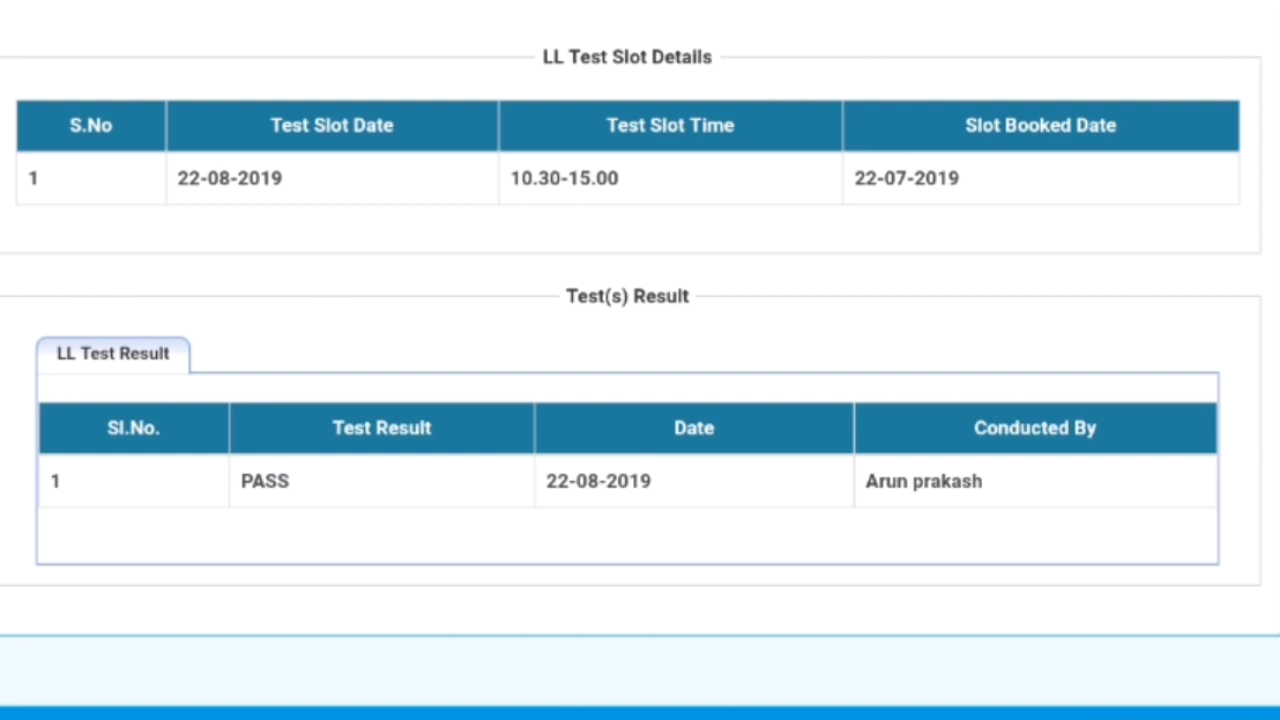 LL Test Slot Details
S.No Test Slot Date Test Slot Time Slot Booked Date
1 22-08-2019 10.30-15.00 22-07-2019
Test(s) Result
LL Test Result
Sl.No. Test Result Date Conducted By
1 PASS 22-08-2019 Arun prakash